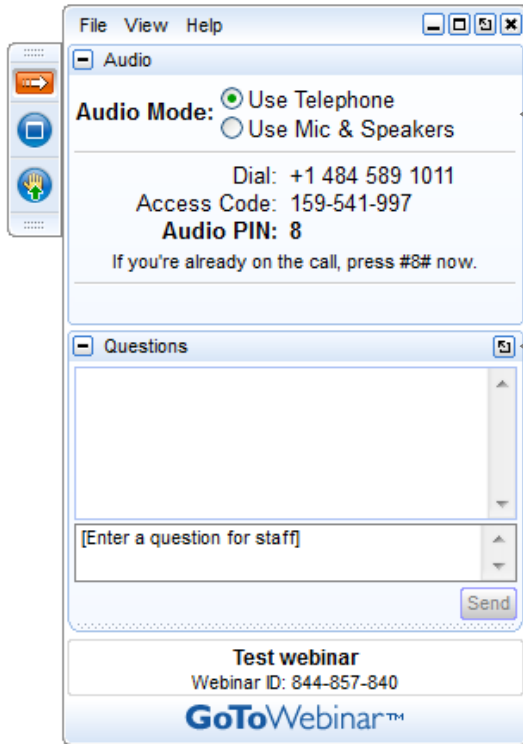 File View Help
Audio
Audio Mode: Use Telephone
Use Mic & Speakers
Dial: +1 484 589 1011
Access Code: 159-541-997
Audio PIN: 8
If you're already on the call, press #8# now.
Questions
[Enter a question for staff]
Send
Test webinar
Webinar ID: 844-857-840
GoToWebinar™